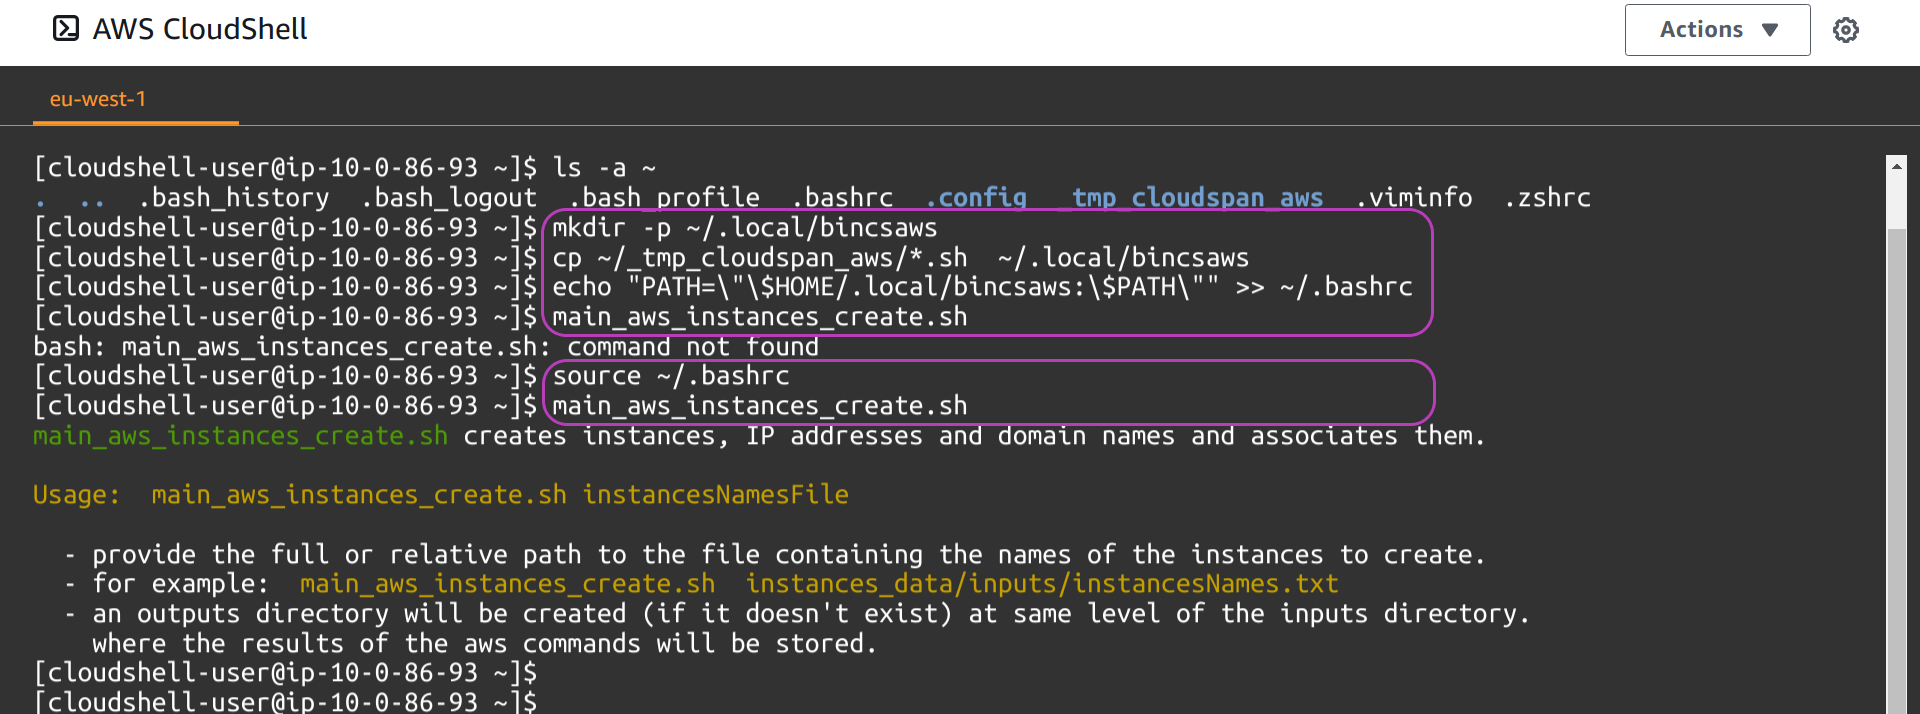 AWS CloudShell
Actions
eu-west-1
[cloudshell-user@ip-10-0-86-93 ~]$ ls -a ~
.  ..  .bash_history  .bash_logout  .bash_profile  .bashrc  .config  _tmp_cloudspan_aws  .viminfo  .zshrc
[cloudshell-user@ip-10-0-86-93 ~]$ mkdir -p ~/.local/bincsaws
[cloudshell-user@ip-10-0-86-93 ~]$ cp ~/_tmp_cloudspan_aws/*.sh  ~/.local/bincsaws
[cloudshell-user@ip-10-0-86-93 ~]$ echo "PATH=\"\$HOME/.local/bincsaws:\$PATH\"" >> ~/.bashrc
[cloudshell-user@ip-10-0-86-93 ~]$ main_aws_instances_create.sh
bash: main_aws_instances_create.sh: command not found
[cloudshell-user@ip-10-0-86-93 ~]$ source ~/.bashrc
[cloudshell-user@ip-10-0-86-93 ~]$ main_aws_instances_create.sh
main_aws_instances_create.sh creates instances, IP addresses and domain names and associates them.
Usage:  main_aws_instances_create.sh instancesNamesFile
- provide the full or relative path to the file containing the names of the instances to create.
- for example:  main_aws_instances_create.sh  instances_data/inputs/instancesNames.txt
- an outputs directory will be created (if it doesn't exist) at same level of the inputs directory.
where the results of the aws commands will be stored.
[cloudshell-user@ip-10-0-86-93 ~]$
[cloudshell-user@ip-10-0-86-93 ~]$